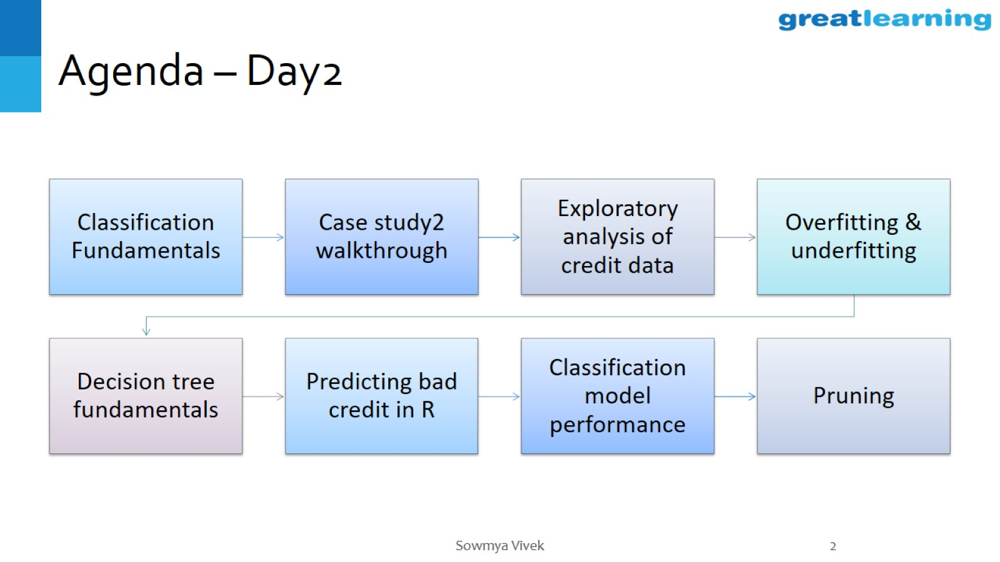 greatlearning
Agenda – Day2
Classification
Fundamentals
Case study2
walkthrough
Exploratory
analysis of
credit data
Overfitting &
underfitting
Decision tree
fundamentals
Predicting bad
credit in R
Classification
model
performance
Pruning
Sowmya Vivek
2